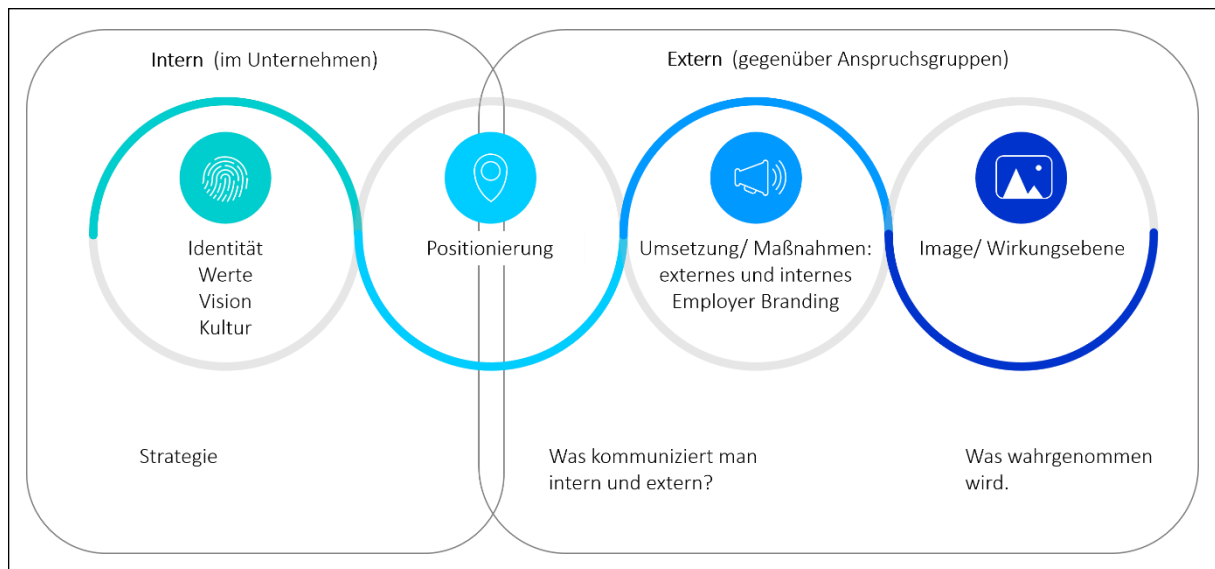 Intern (im Unternehmen)
Extern (gegenüber Anspruchsgruppen)
Identität
Werte
Vision
Kultur
Positionierung
Umsetzung/ Maßnahmen:
externes und internes
Employer Branding
Image/ Wirkungsebene
Strategie
Was kommuniziert man
intern und extern?
Was wahrgenommen
wird.